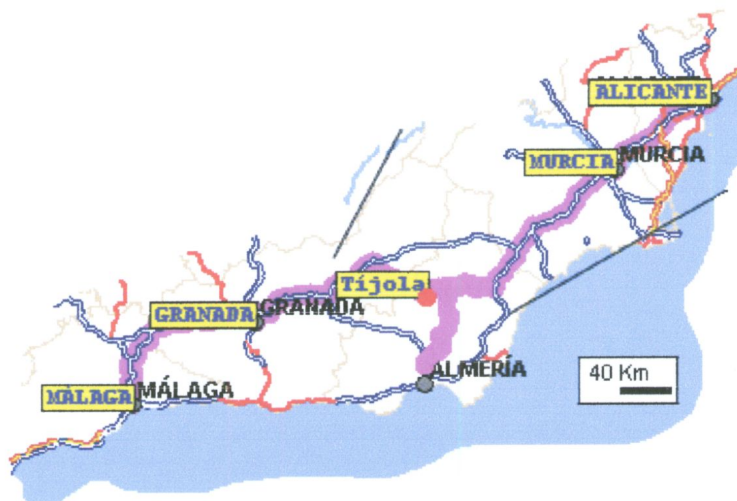 ALICANTE
MURCIA MURCIA
Tíjola
GRANADA GRANADA
ALMERÍA
40 Km
MÁLAGA MÁLAGA